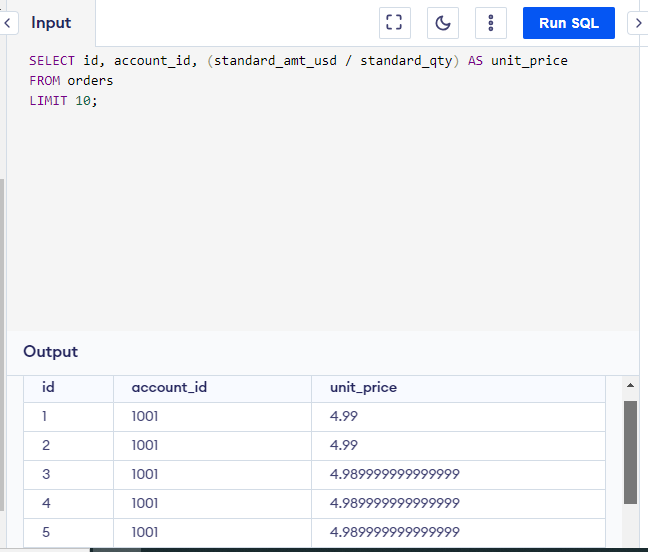 Input Run SQL
SELECT id, account_id, (standard_amt_usd / standard_qty) AS unit_price
FROM orders
LIMIT 10;
Output
id account_id unit_price
1 1001 4.99
2 1001 4.99
3 1001 4.989999999999999
4 1001 4.989999999999999
5 1001 4.989999999999999